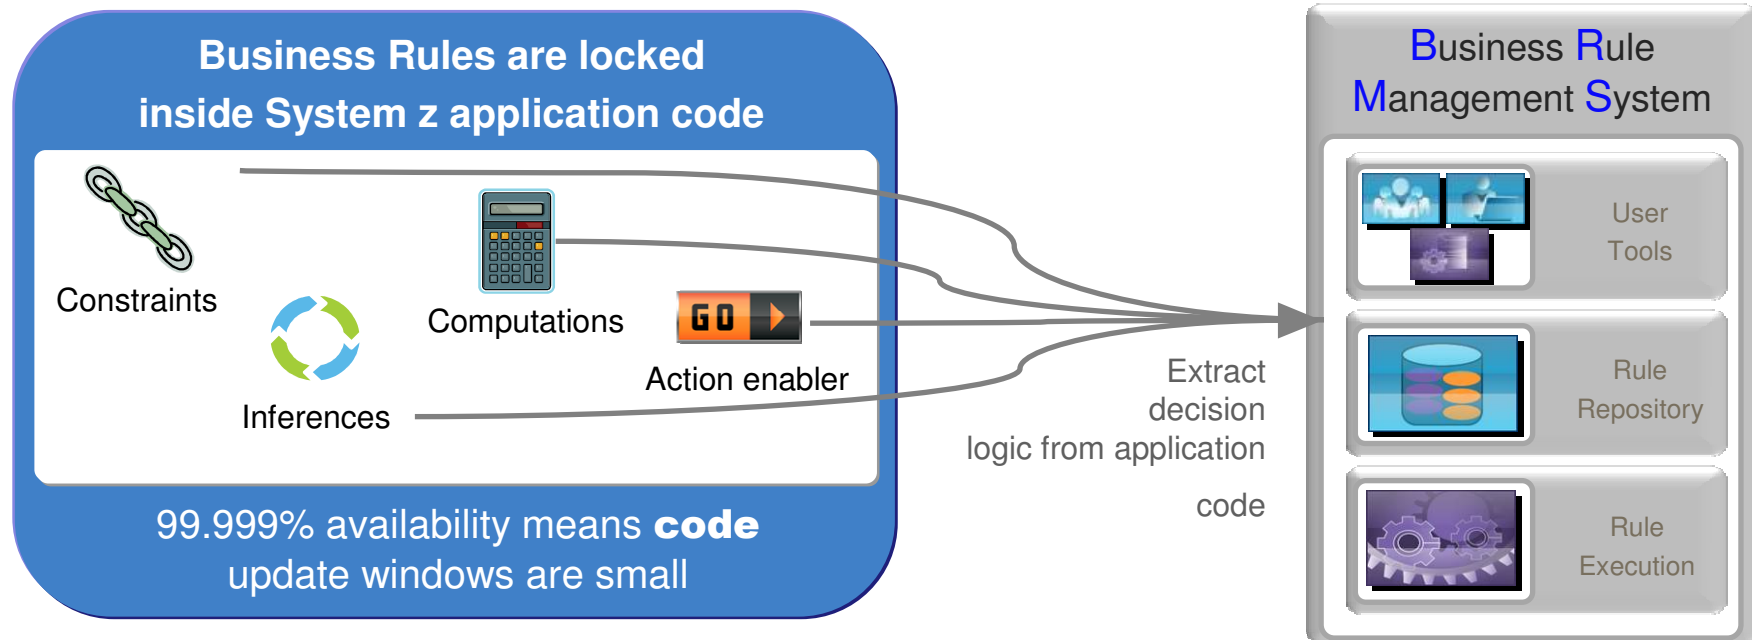 Business Rules are locked
inside System z application code
Constraints
Computations
GO
Action enabler
Inferences
99.999% availability means code
update windows are small
Extract
decision
logic from application
code
Business Rule
Management System
User
Tools
Rule
Repository
Rule
Execution